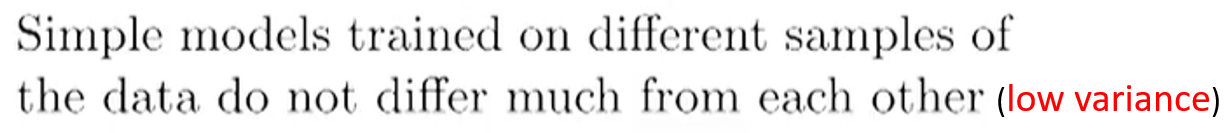 Simple models trained on different samples of
the data do not differ much from each other (low variance)